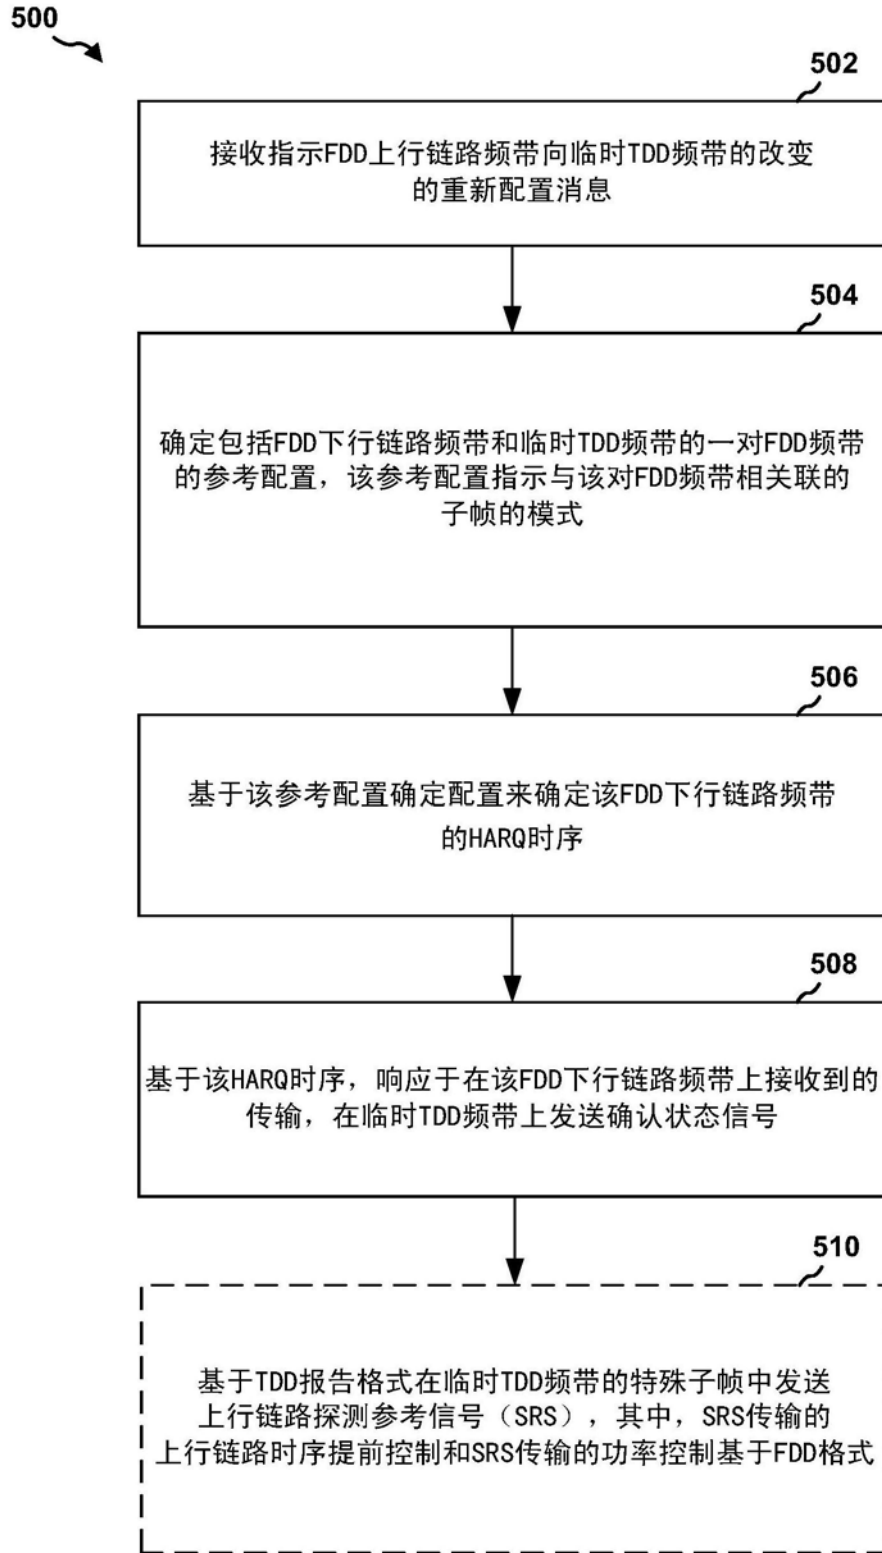 500
502
接收指示FDD上行链路频带向临时TDD频带的改变
的重新配置消息
504
确定包括FDD下行链路频带和临时TDD频带的一对FDD频带
的参考配置，该参考配置指示与该对FDD频带相关联的
子帧的模式
506
基于该参考配置确定配置来确定该FDD下行链路频带
的HARQ时序
508
基于该HARQ时序，响应于在该FDD下行链路频带上接收到的
传输，在临时TDD频带上发送确认状态信号
510
基于TDD报告格式在临时TDD频带的特殊子帧中发送
上行链路探测参考信号（SRS），其中，SRS传输的
上行链路时序提前控制和SRS传输的功率控制基于FDD格式